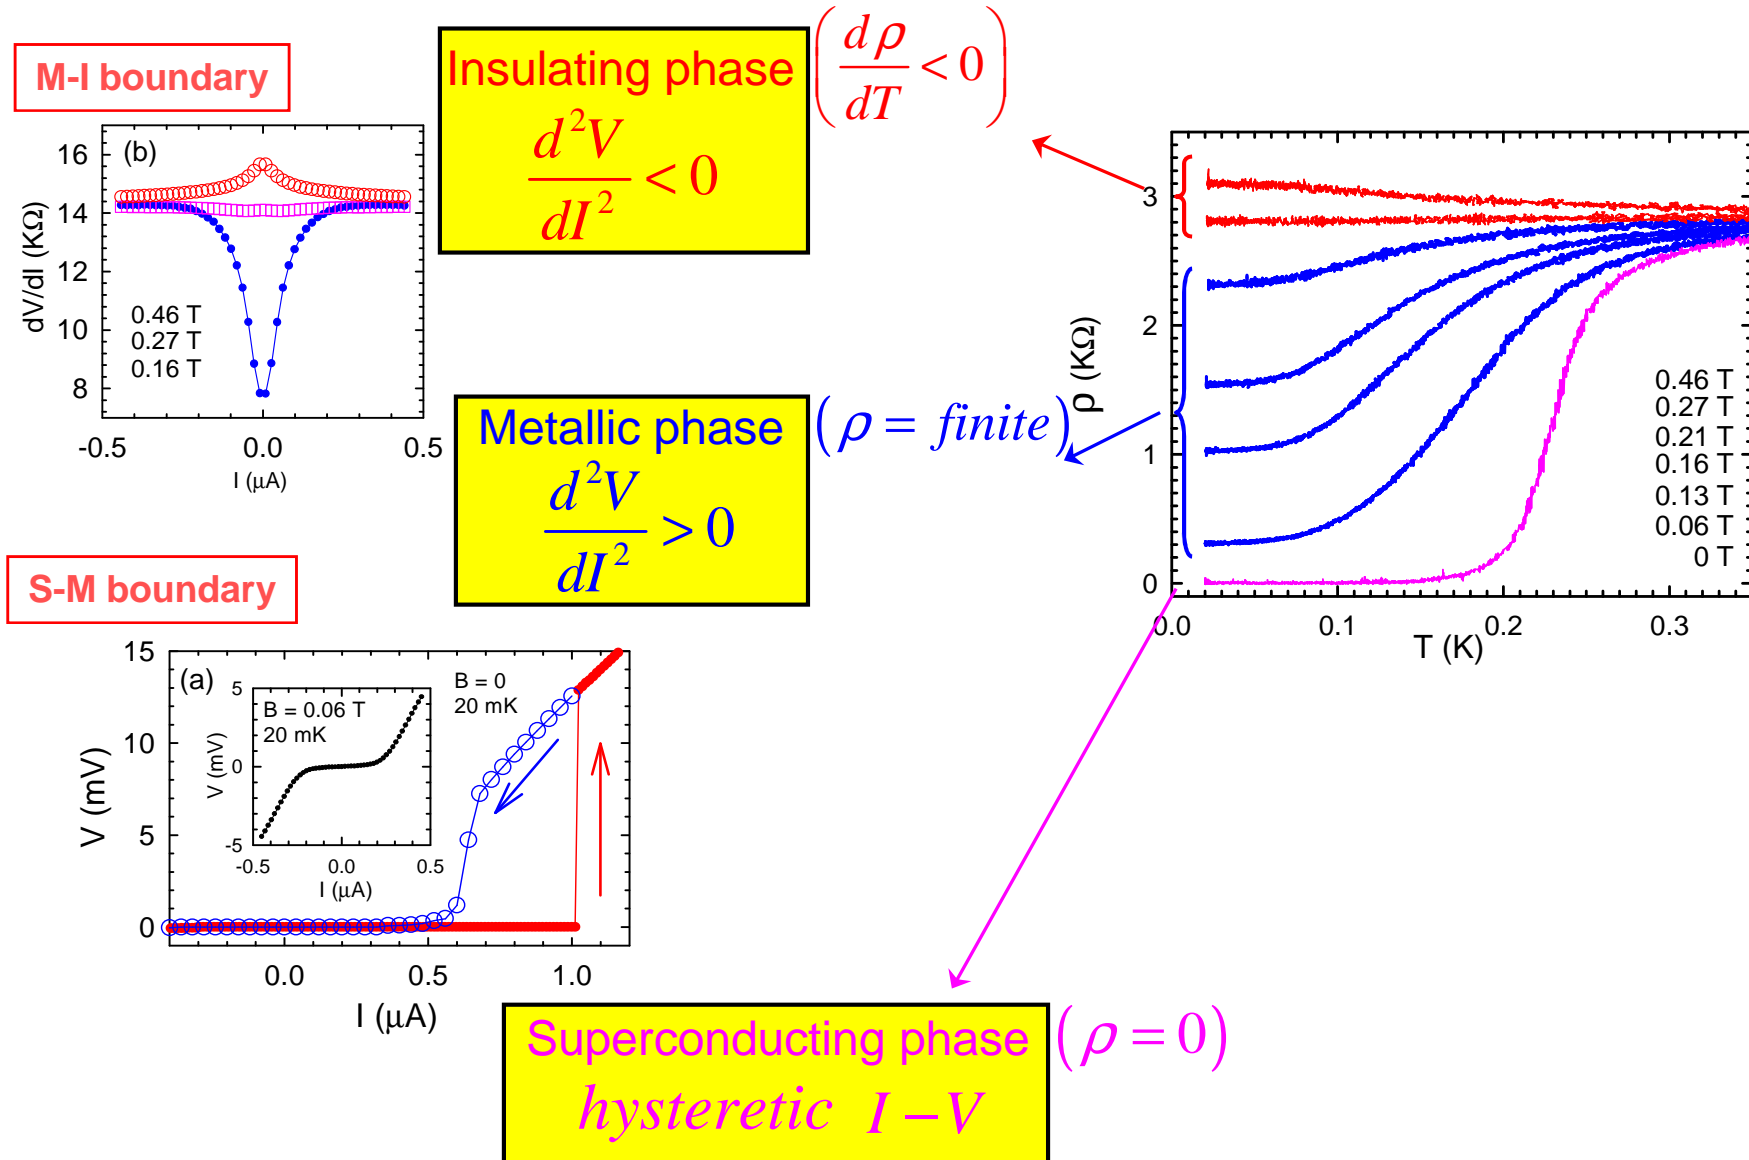 M-I boundary
Insulating phase
(dρ/dT < 0)
d²V/dI² < 0
(b)
16
14
12
10
8
dV/dI (KΩ)
0.46 T
0.27 T
0.16 T
-0.5
0.0
0.5
I (μA)
Metallic phase
(ρ = finite)
d²V/dI² > 0
3
2
1
0
ρ (KΩ)
0.46 T
0.27 T
0.21 T
0.16 T
0.13 T
0.06 T
0 T
0.0
0.1
0.2
0.3
T (K)
S-M boundary
(a)
15
10
5
0
V (mV)
B = 0
20 mK
5
0
-5
V (mV)
B = 0.06 T
20 mK
-0.5
0.0
0.5
I (μA)
0.0
0.5
1.0
I (μA)
Superconducting phase
(ρ = 0)
hysteretic I – V